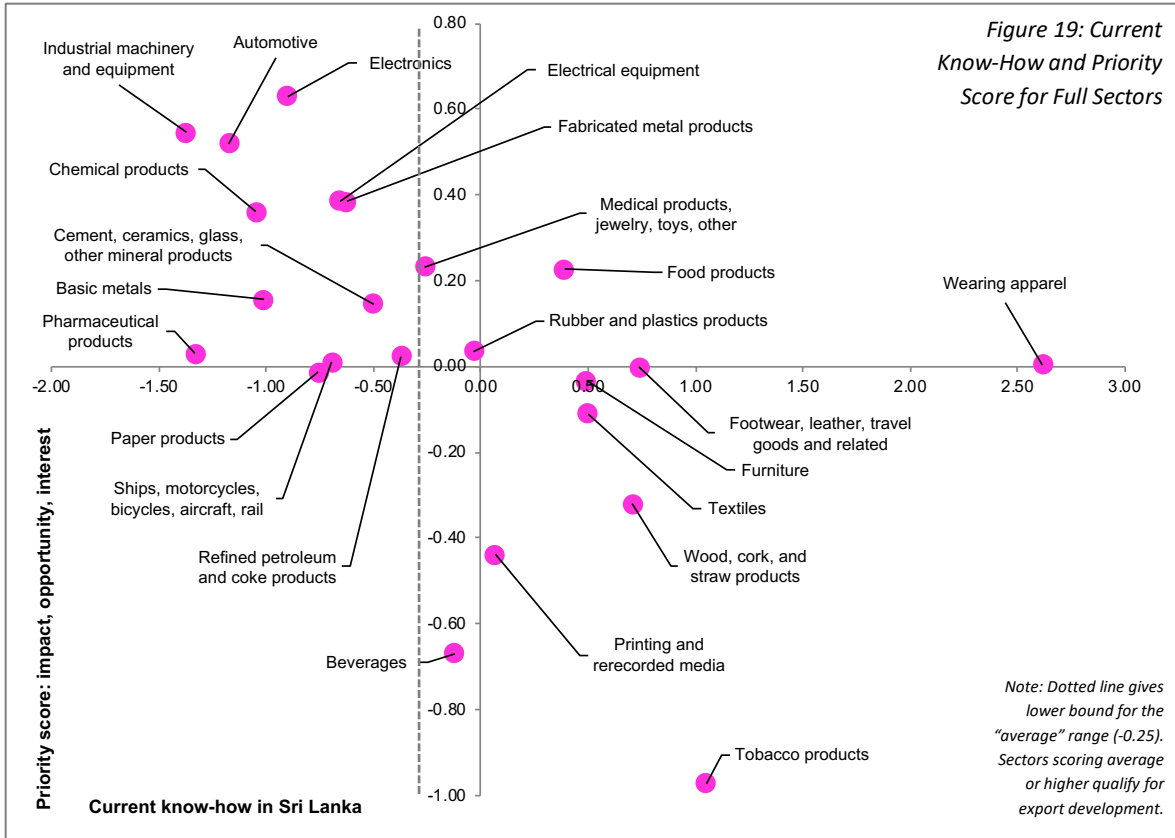 Figure 19: Current
Know-How and Priority
Score for Full Sectors
0.80
0.60
0.40
0.20
0.00
-0.20
-0.40
-0.60
-0.80
-1.00
-2.00
-1.50
-1.00
-0.50
0.00
0.50
1.00
1.50
2.00
2.50
3.00
Industrial machinery
and equipment
Automotive
Electronics
Electrical equipment
Fabricated metal products
Chemical products
Medical products,
jewelry, toys, other
Cement, ceramics, glass,
other mineral products
Food products
Basic metals
Wearing apparel
Pharmaceutical
products
Rubber and plastics products
Paper products
Footwear, leather, travel
goods and related
Furniture
Ships, motorcycles,
bicycles, aircraft, rail
Textiles
Refined petroleum
and coke products
Wood, cork, and
straw products
Beverages
Printing and
rerecorded media
Tobacco products
Priority score: impact, opportunity, interest
Current know-how in Sri Lanka
Note: Dotted line gives
lower bound for the
“average” range (-0.25).
Sectors scoring average
or higher qualify for
export development.